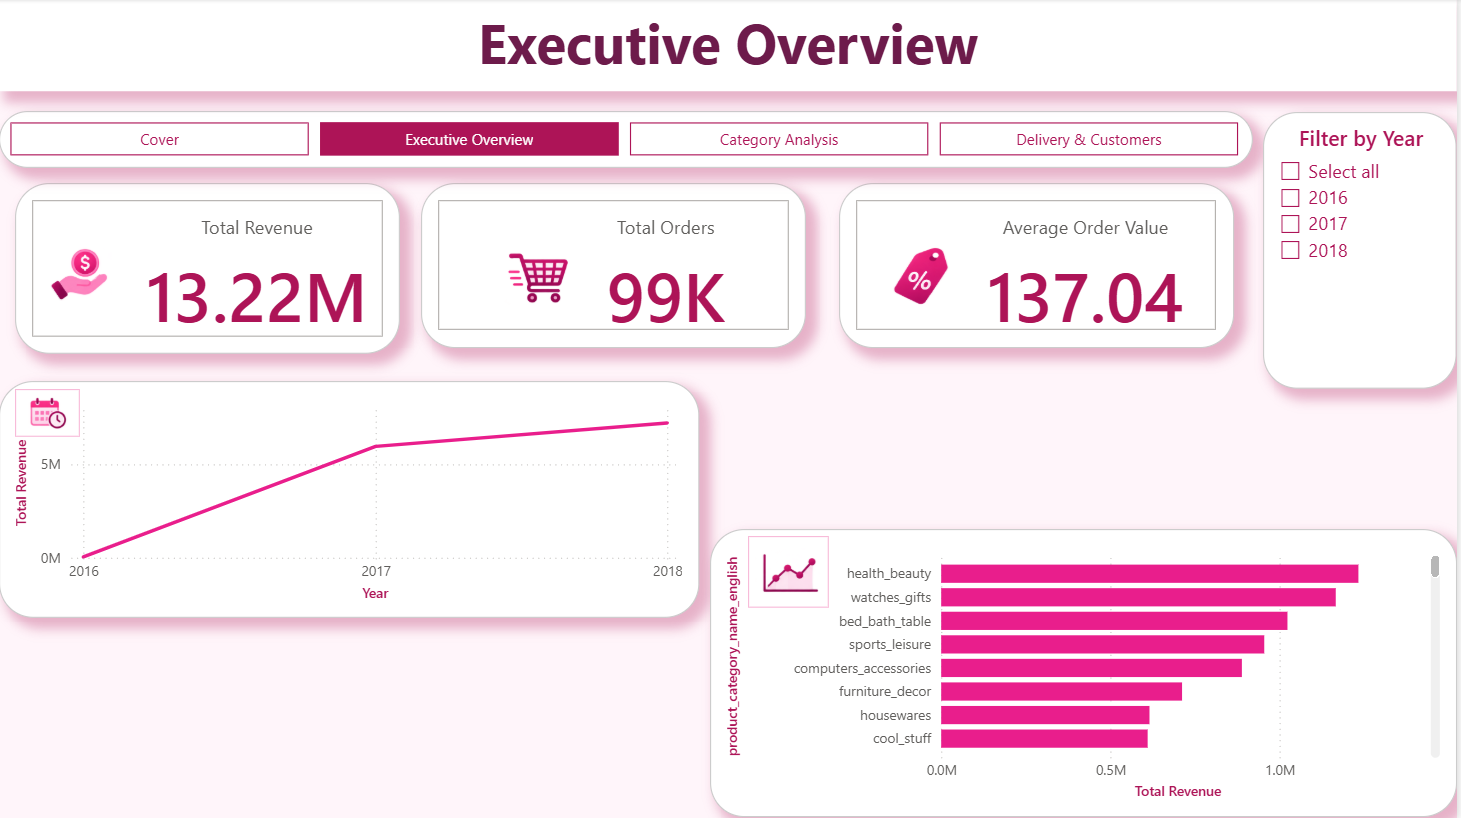 Executive Overview
Cover
Executive Overview
Category Analysis
Delivery & Customers
Filter by Year
Select all
2016
2017
2018
Total Revenue
$
13.22M
Total Orders
99K
Average Order Value
%
137.04
Total Revenue
5M
0M
2016
2017
2018
Year
product_category_name_english
health_beauty
watches_gifts
bed_bath_table
sports_leisure
computers_accessories
furniture_decor
housewares
cool_stuff
0.0M
0.5M
1.0M
Total Revenue